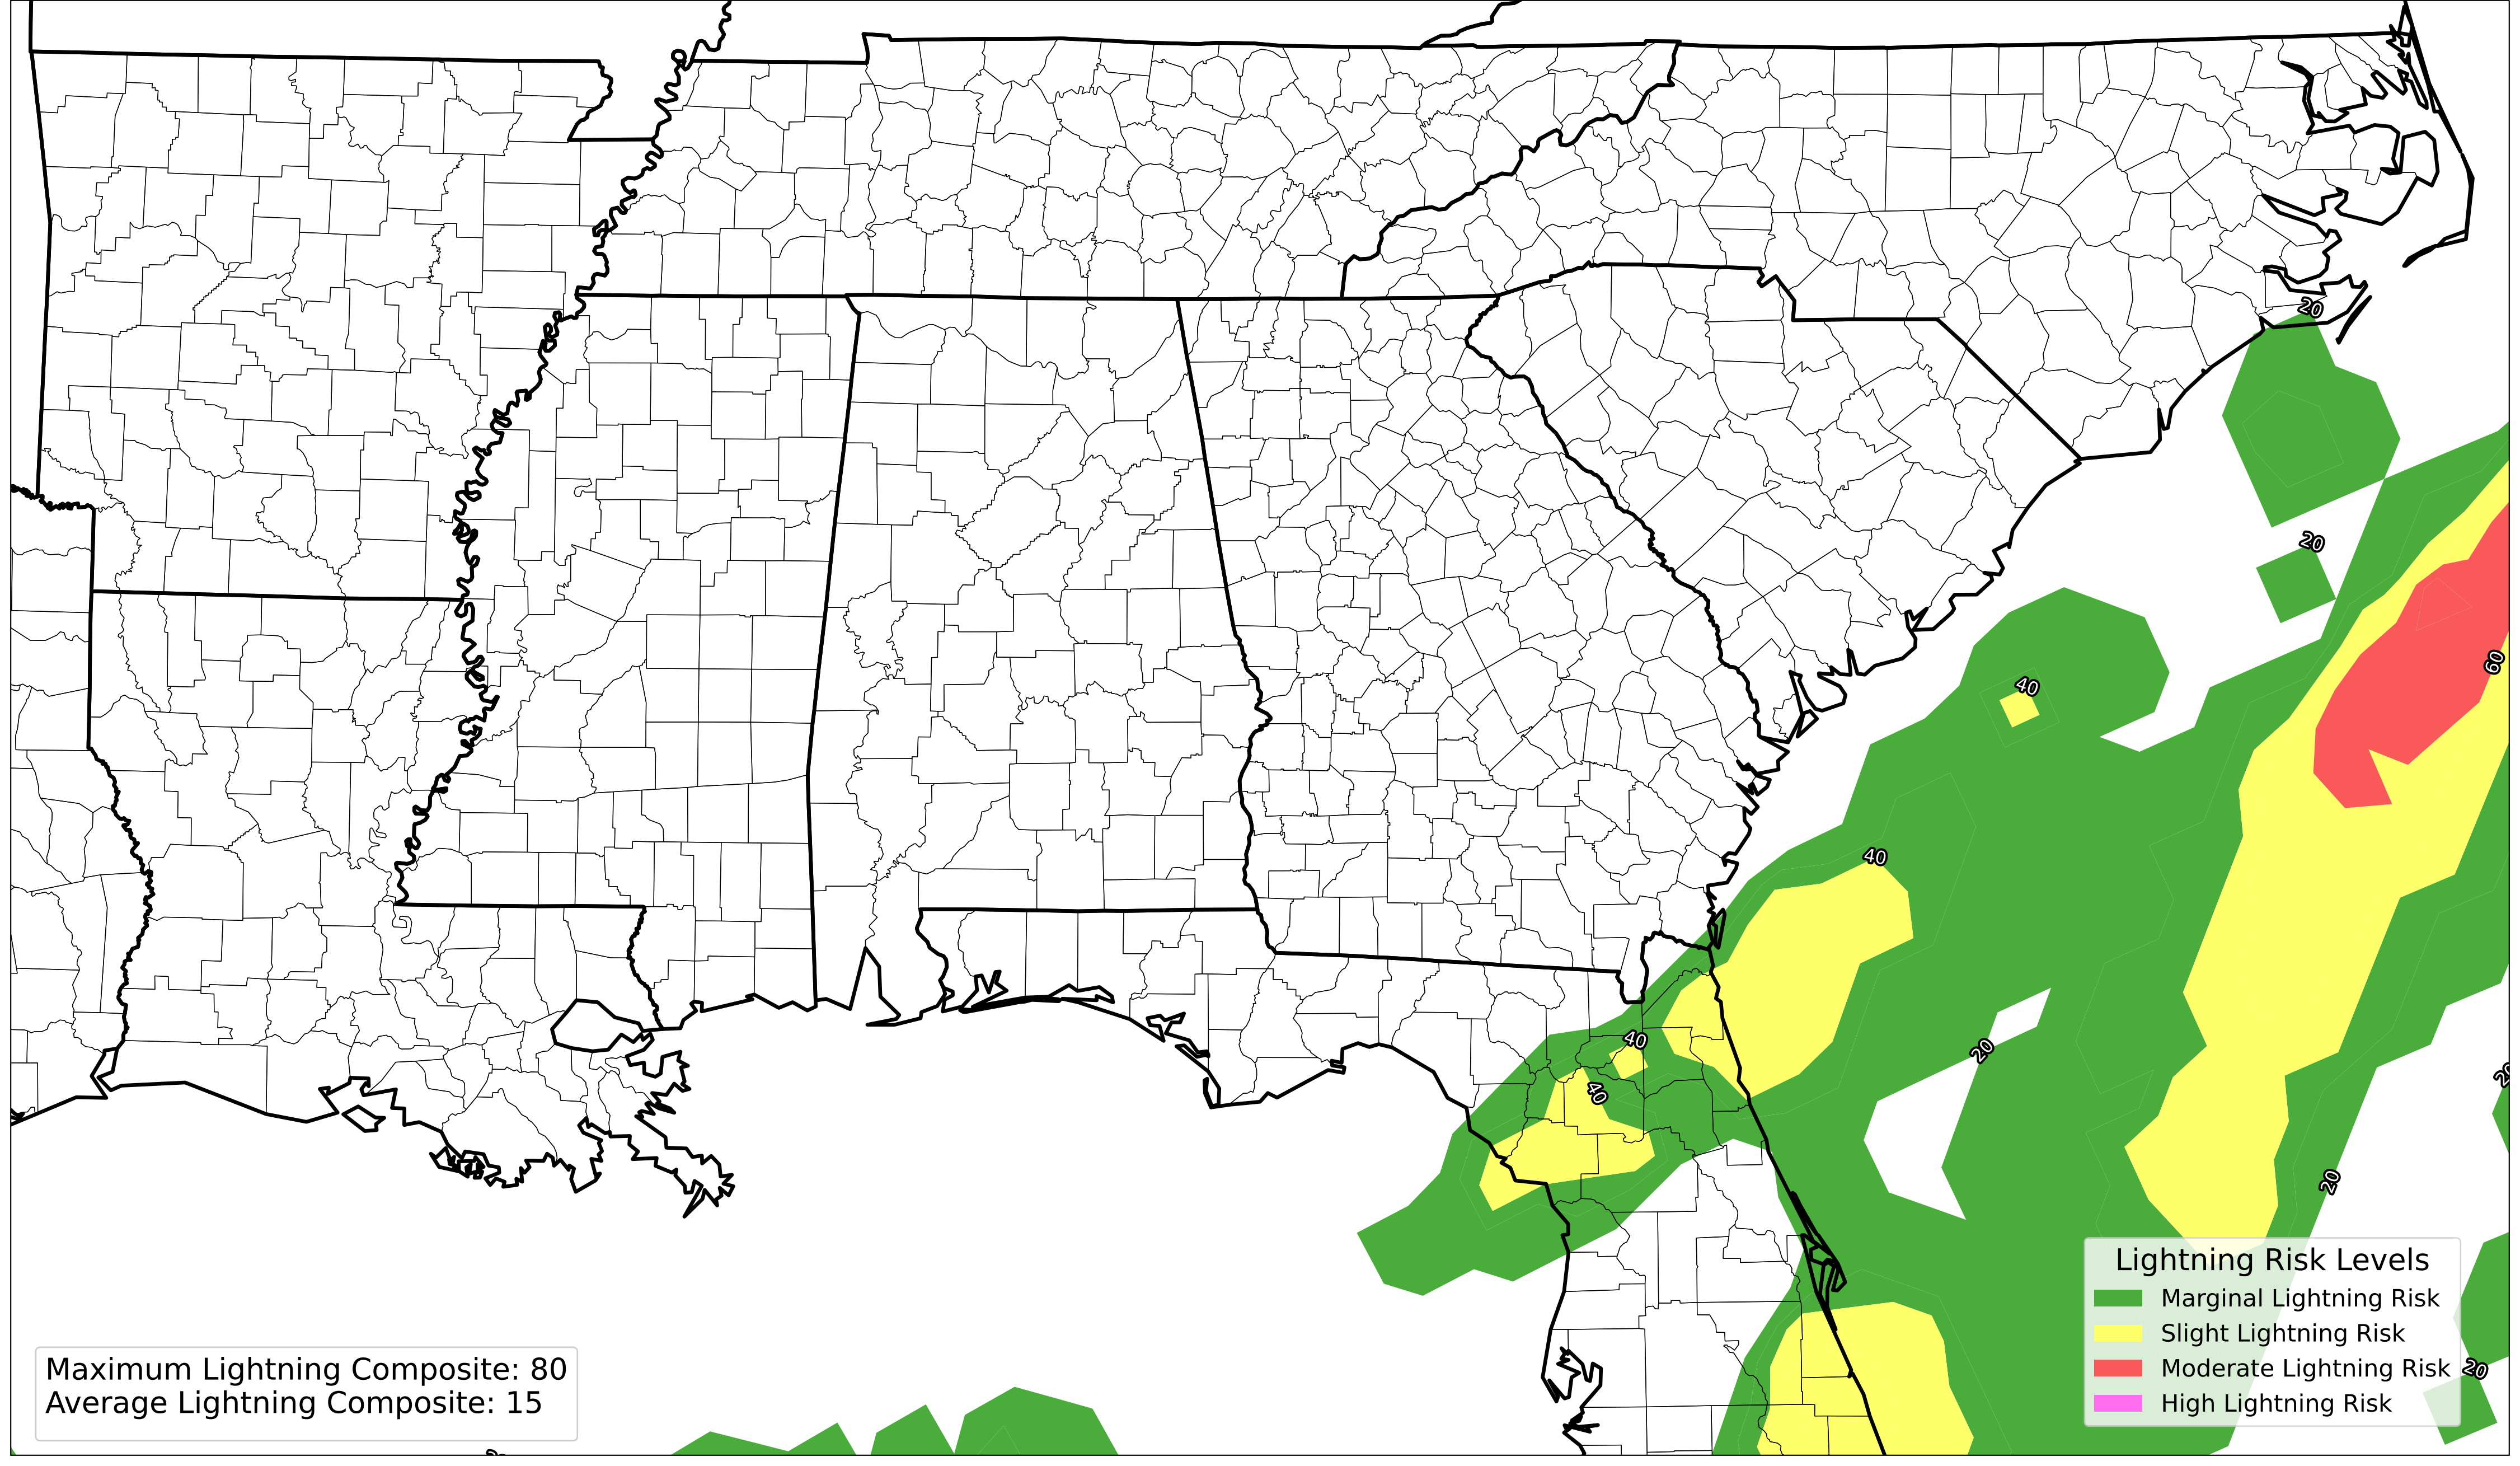 20
20
40
60
40
40
40
20
20
20
20
Lightning Risk Levels
Marginal Lightning Risk
Slight Lightning Risk
Moderate Lightning Risk
High Lightning Risk
Maximum Lightning Composite: 80
Average Lightning Composite: 15